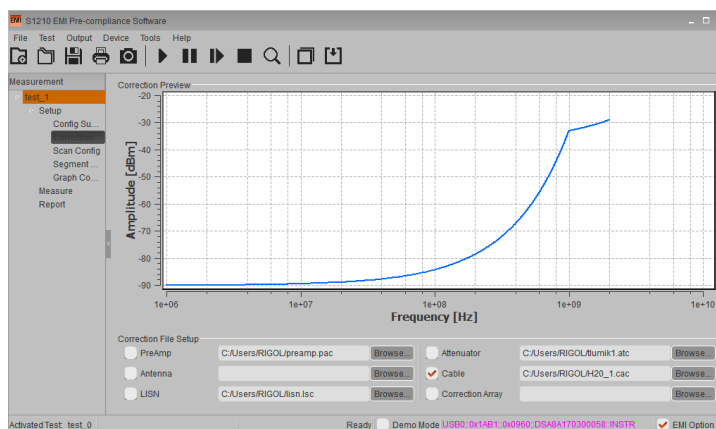 EMI S1210 EMI Pre-compliance Software
File Test Output Device Tools Help
Measurement
test_1
Setup
Config Su...
Scan Config
Segment ...
Graph Co...
Measure
Report
Correction Preview
-20
-30
-40
-50
-60
-70
-80
-90
Amplitude [dBm]
1e+06 1e+07 1e+08 1e+09 1e+10
Frequency [Hz]
Correction File Setup
PreAmp C:/Users/RIGOL/preamp.pac Browse... Attenuator C:/Users/RIGOL/tlumik1.atc Browse...
Antenna Browse... Cable C:/Users/RIGOL/H20_1.cac Browse...
LISN C:/Users/RIGOL/lisn.lsc Browse... Correction Array Browse...
Activated Test: test_0 Ready Demo Mode USB0::0x1AB1::0x0960::DSA8A170300058::INSTR EMI Option